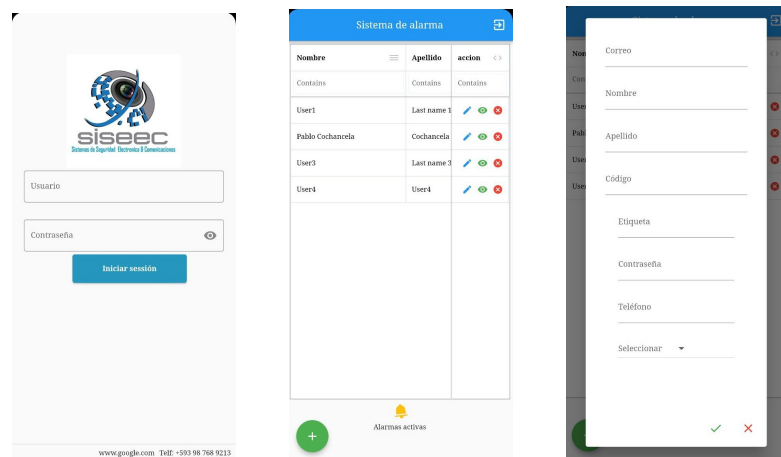 siseec
Sistemas de Seguridad Electronica & Comunicaciones
Usuario
Contraseña
Iniciar sessión
www.google.com Telf: +593 98 768 9213
Sistema de alarma
Nombre Apellido accion
Contains Contains Contains
User1 Last name 1
Pablo Cochancela Cochancela
User3 Last name 3
User4 User4
Alarmas activas
+
Correo
Nombre
Apellido
Código
Etiqueta
Contraseña
Teléfono
Seleccionar